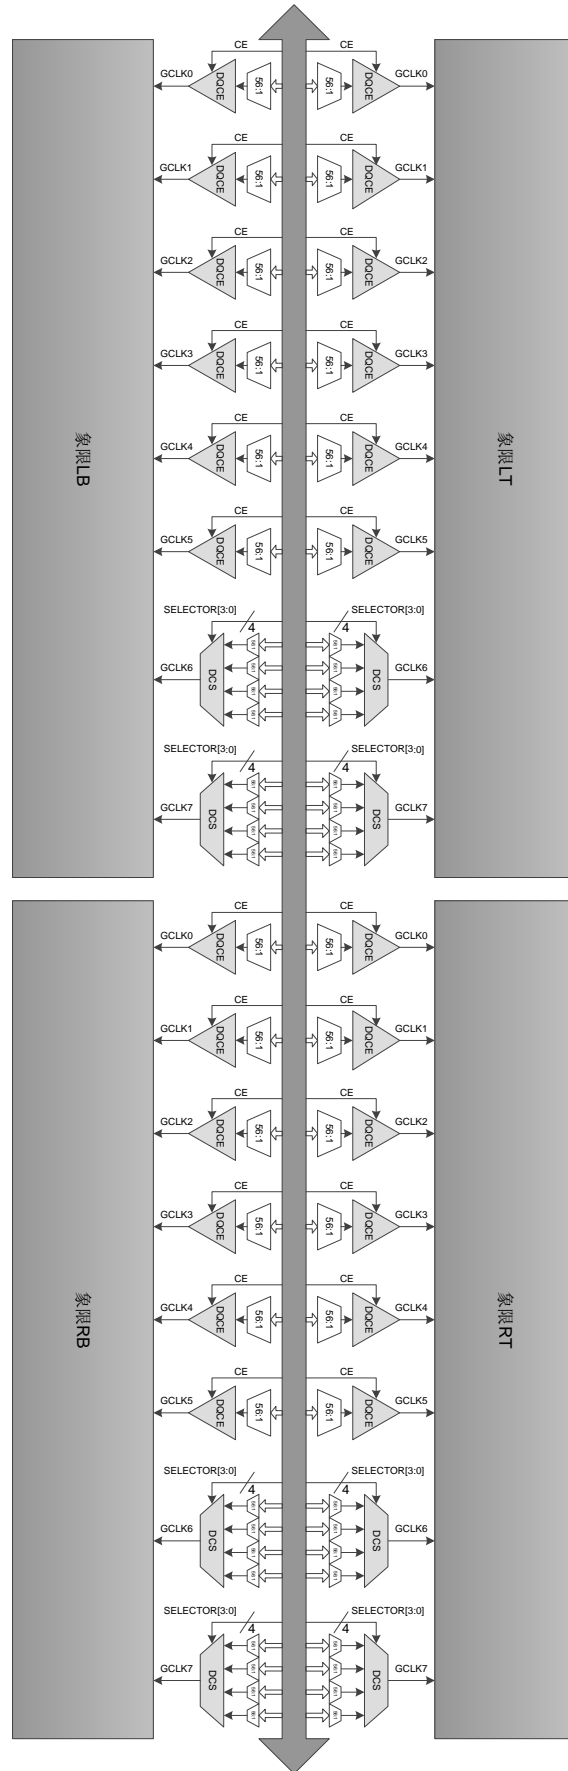 CE CE
GCLK0 DQCE 56:1 56:1 DQCE GCLK0
CE CE
GCLK1 DQCE 56:1 56:1 DQCE GCLK1
CE CE
GCLK2 DQCE 56:1 56:1 DQCE GCLK2
CE CE
GCLK3 DQCE 56:1 56:1 DQCE GCLK3
CE CE
GCLK4 DQCE 56:1 56:1 DQCE GCLK4
象限LB
象限LT
CE CE
GCLK5 DQCE 56:1 56:1 DQCE GCLK5
SELECTOR[3:0] 4 4 SELECTOR[3:0]
GCLK6 DCS DCS GCLK6
SELECTOR[3:0] 4 4 SELECTOR[3:0]
GCLK7 DCS DCS GCLK7
CE CE
GCLK0 DQCE 56:1 56:1 DQCE GCLK0
CE CE
GCLK1 DQCE 56:1 56:1 DQCE GCLK1
CE CE
GCLK2 DQCE 56:1 56:1 DQCE GCLK2
CE CE
GCLK3 DQCE 56:1 56:1 DQCE GCLK3
CE CE
GCLK4 DQCE 56:1 56:1 DQCE GCLK4
象限RB
象限RT
CE CE
GCLK5 DQCE 56:1 56:1 DQCE GCLK5
SELECTOR[3:0] 4 4 SELECTOR[3:0]
GCLK6 DCS DCS GCLK6
SELECTOR[3:0] 4 4 SELECTOR[3:0]
GCLK7 DCS DCS GCLK7